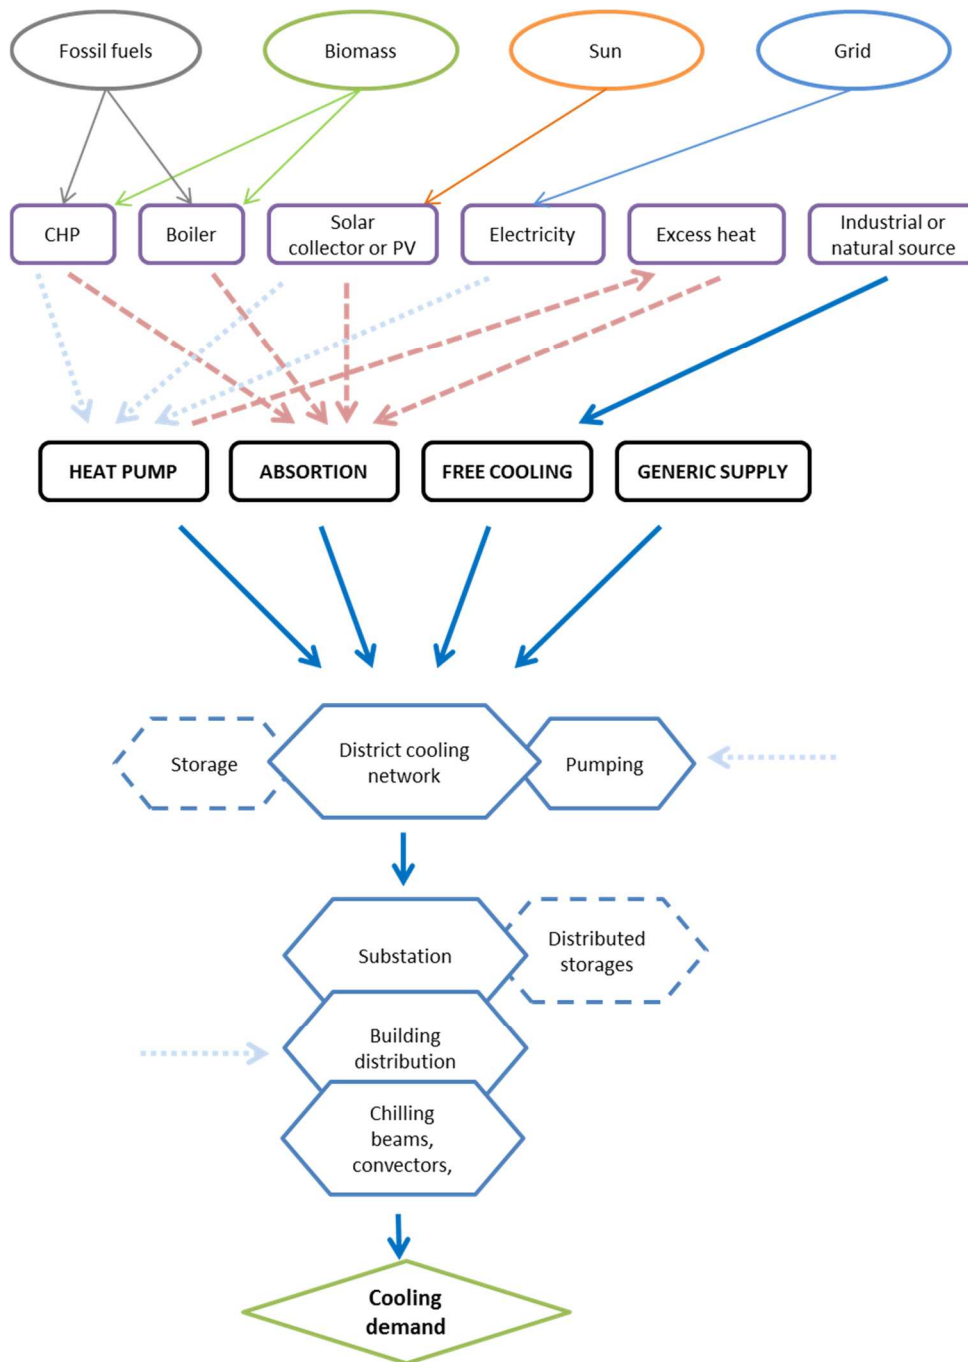 Fossil fuels
Biomass
Sun
Grid
CHP
Boiler
Solar
collector or PV
Electricity
Excess heat
Industrial or
natural source
HEAT PUMP
ABSORTION
FREE COOLING
GENERIC SUPPLY
Storage
District cooling
network
Pumping
Substation
Distributed
storages
Building
distribution
Chilling
beams,
convectors,
Cooling
demand